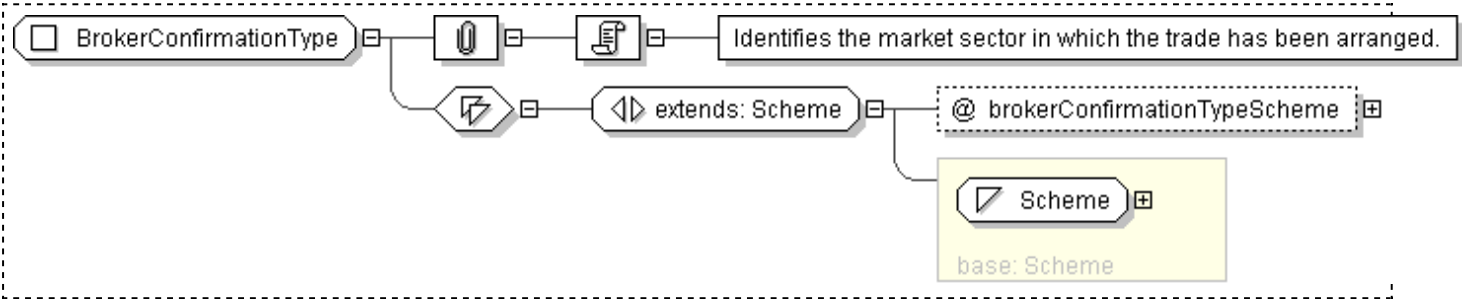 BrokerConfirmationType
Identifies the market sector in which the trade has been arranged.
extends: Scheme
@ brokerConfirmationTypeScheme
Scheme
base: Scheme